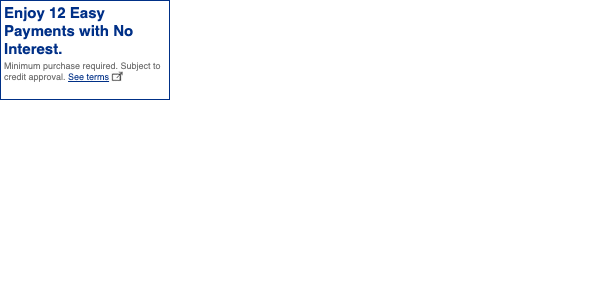 Enjoy 12 Easy
Payments with No
Interest.
Minimum purchase required. Subject to
credit approval. See terms